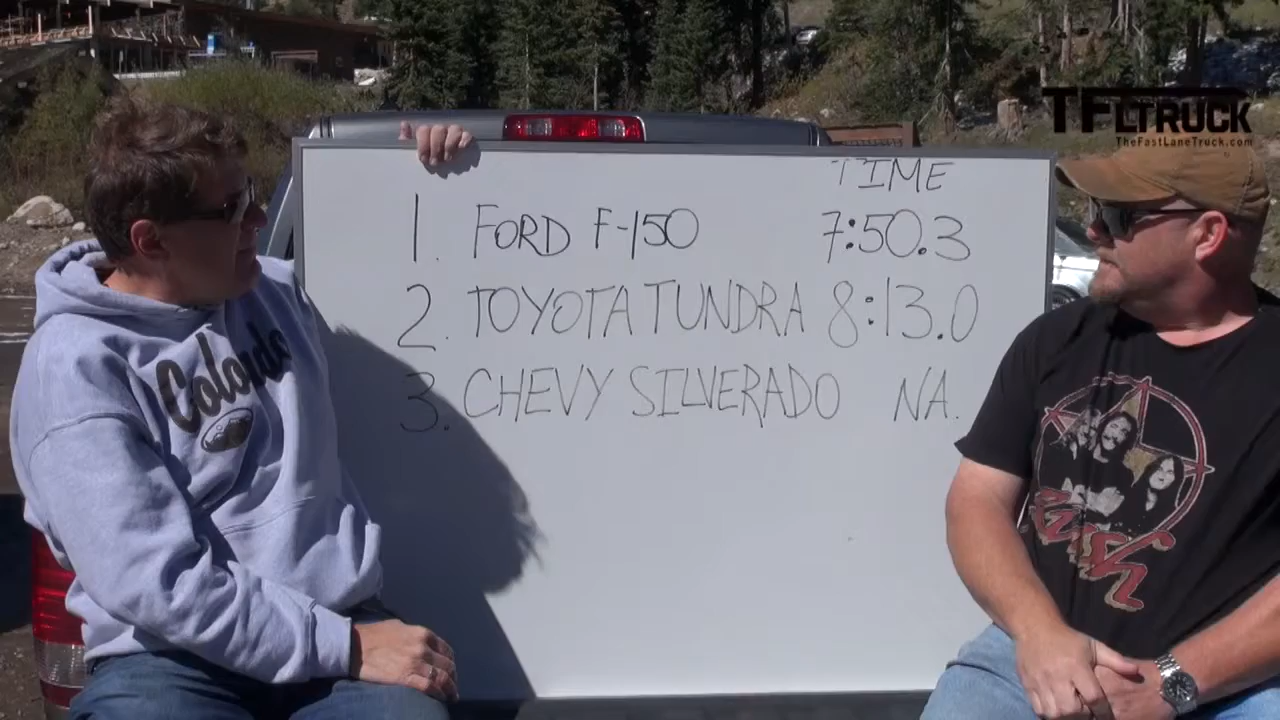 TFLTRUCK
TheFastLaneTruck.com
TIME
1. FORD F-150 7:50.3
2. TOYOTA TUNDRA 8:13.0
3. CHEVY SILVERADO NA.
Colorado
Rush